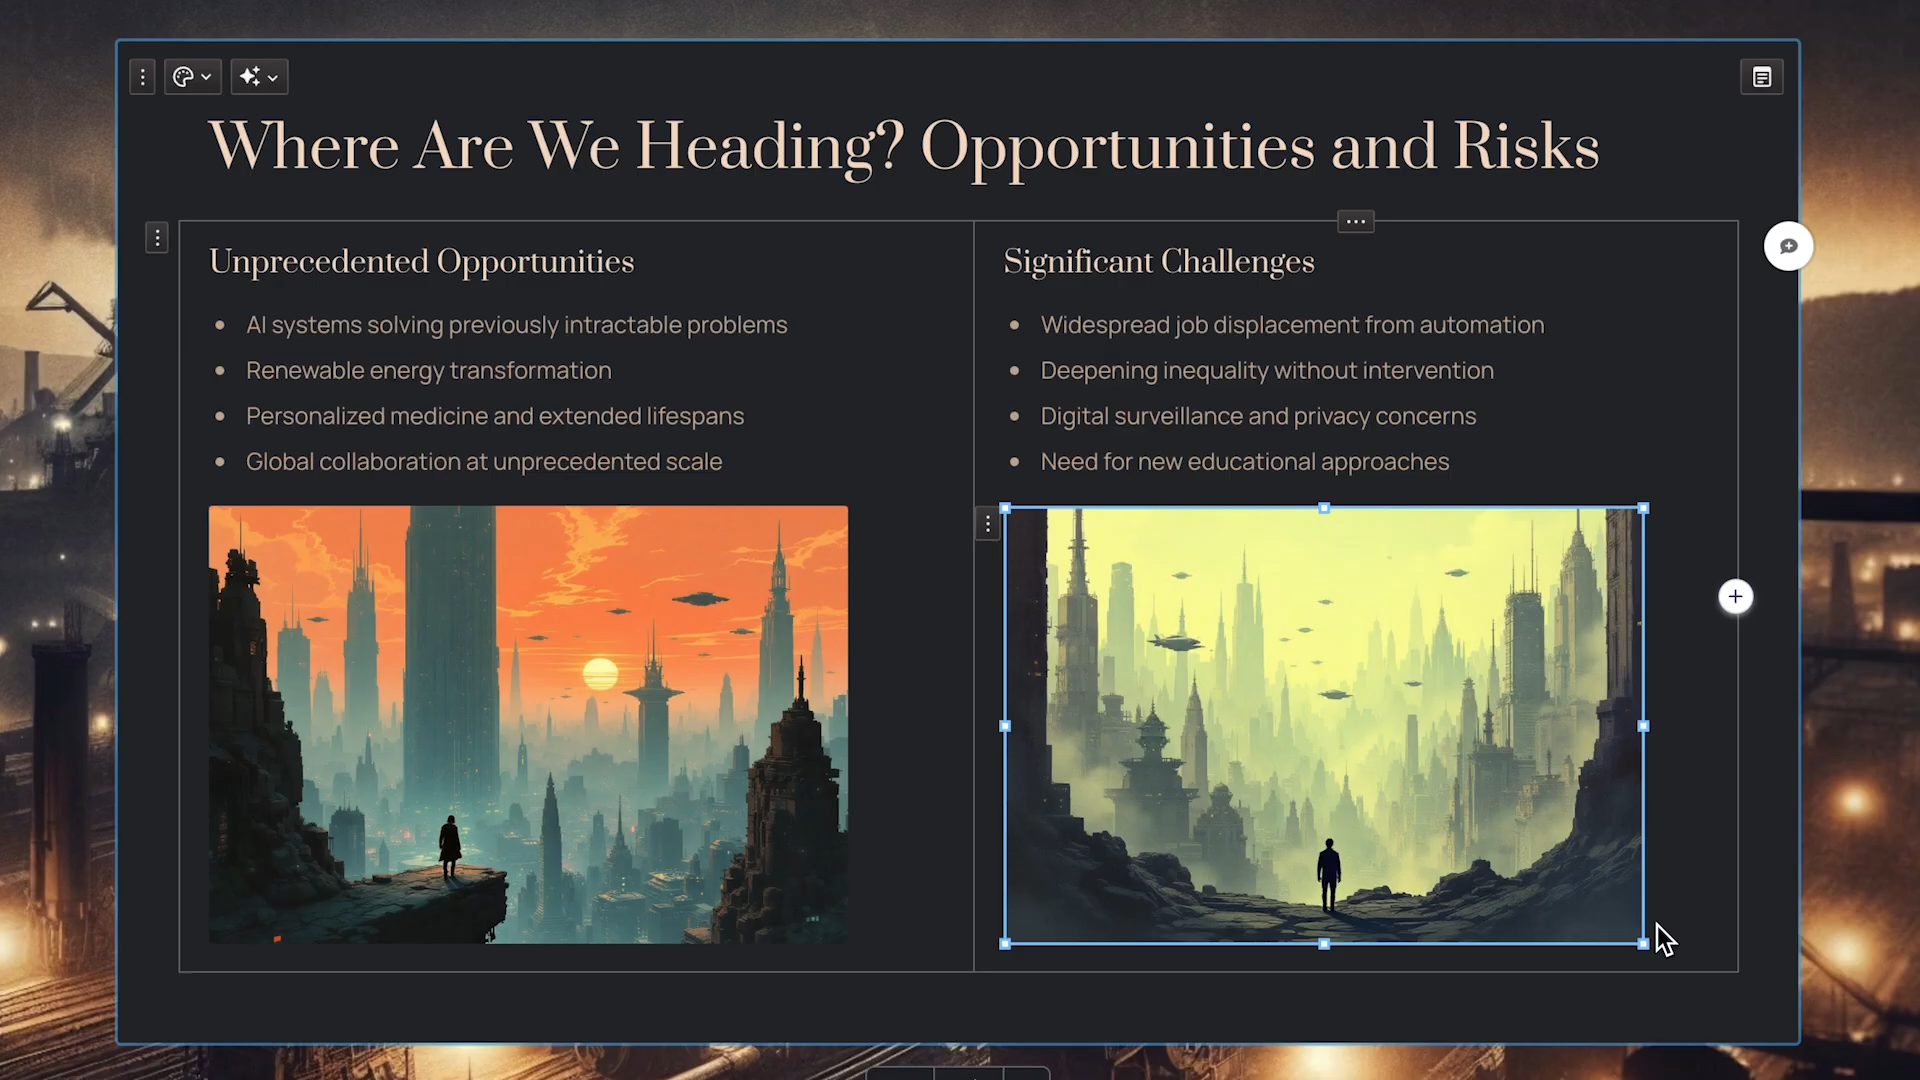 Where Are We Heading? Opportunities and Risks
Unprecedented Opportunities
AI systems solving previously intractable problems
Renewable energy transformation
Personalized medicine and extended lifespans
Global collaboration at unprecedented scale
Significant Challenges
Widespread job displacement from automation
Deepening inequality without intervention
Digital surveillance and privacy concerns
Need for new educational approaches